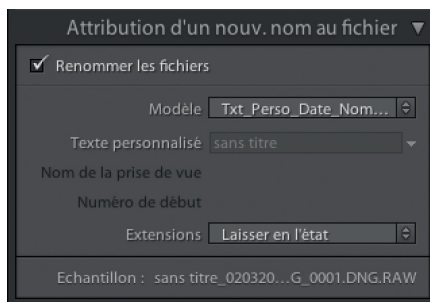 Attribution d'un nouv. nom au fichier
Renommer les fichiers
Modèle Txt_Perso_Date_Nom...
Texte personnalisé sans titre
Nom de la prise de vue
Numéro de début
Extensions Laisser en l'état
Echantillon : sans titre_020320...G_0001.DNG.RAW